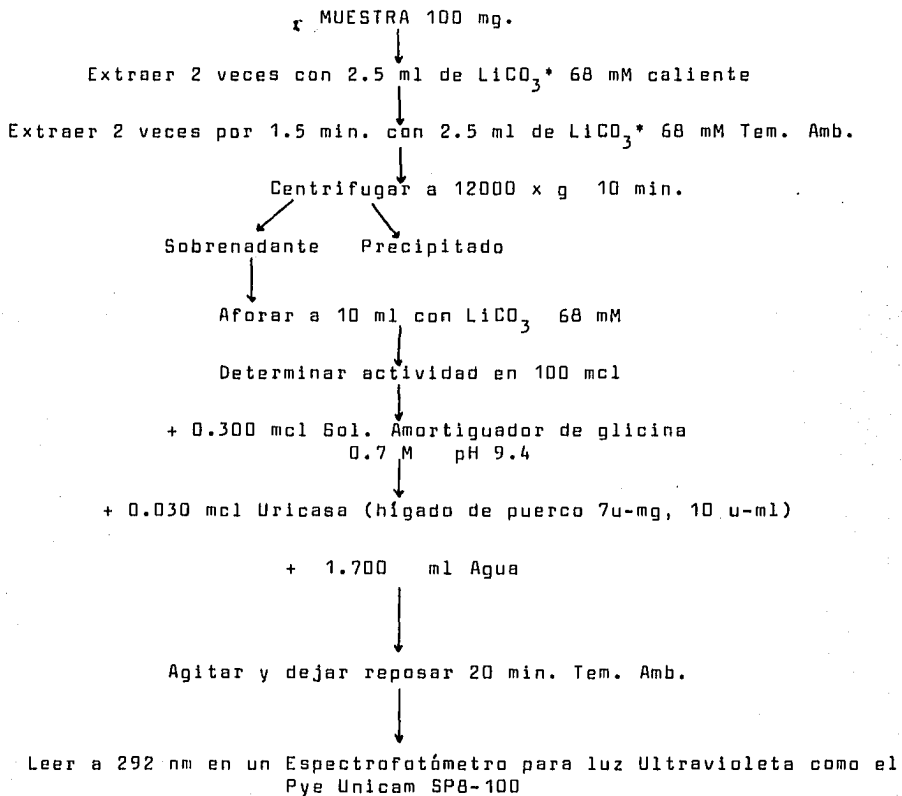 MUESTRA 100 mg.
Extraer 2 veces con 2.5 ml de LiCO3* 68 mM caliente
Extraer 2 veces por 1.5 min. con 2.5 ml de LiCO3* 68 mM Tem. Amb.
Centrifugar a 12000 x g 10 min.
Sobrenadante Precipitado
Aforar a 10 ml con LiCO3 68 mM
Determinar actividad en 100 mcl
+ 0.300 mcl Sol. Amortiguador de glicina
0.7 M pH 9.4
+ 0.030 mcl Uricasa (hígado de puerco 7u-mg, 10 u-ml)
+ 1.700 ml Agua
Agitar y dejar reposar 20 min. Tem. Amb.
Leer a 292 nm en un Espectrofotómetro para luz Ultravioleta como el
Pye Unicam SP8-100